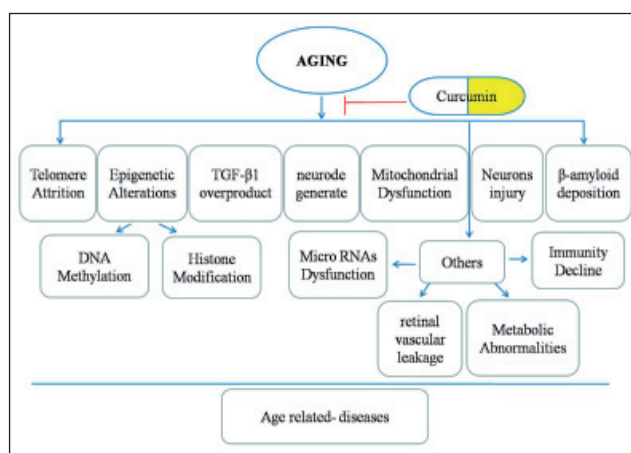 AGING
Curcumin
Telomere
Attrition
Epigenetic
Alterations
TGF-β1
overproduct
neurode
generate
Mitochondrial
Dysfunction
Neurons
injury
β-amyloid
deposition
DNA
Methylation
Histone
Modification
Micro RNAs
Dysfunction
Others
Immunity
Decline
retinal
vascular
leakage
Metabolic
Abnormalities
Age related- diseases